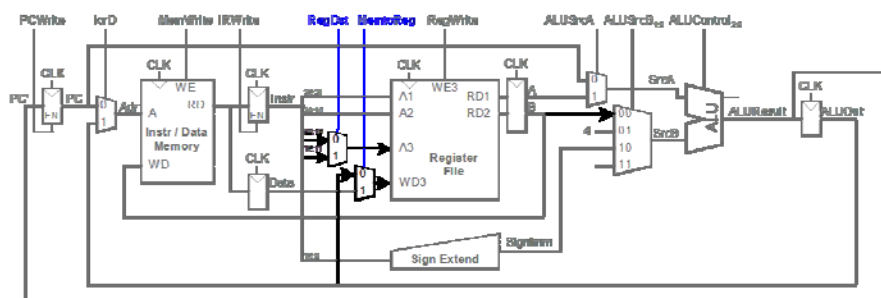 PCWrite IorD MemWrite IRWrite RegDst MemtoReg RegWrite ALUSrcA ALUSrcB1:0 ALUControl2:0
CLK CLK CLK CLK CLK CLK
PC' PC EN
0
1
Adr
A WE RD
Instr / Data
Memory
WD
EN Instr
CLK
Data
0
1
0
1
A1 WE3 RD1
A2 RD2
A3
Register
File
WD3
A
B
0
1
SrcA
4
00
01
10
11
SrcB
ALU
ALUResult ALUOut
SignImm
Sign Extend